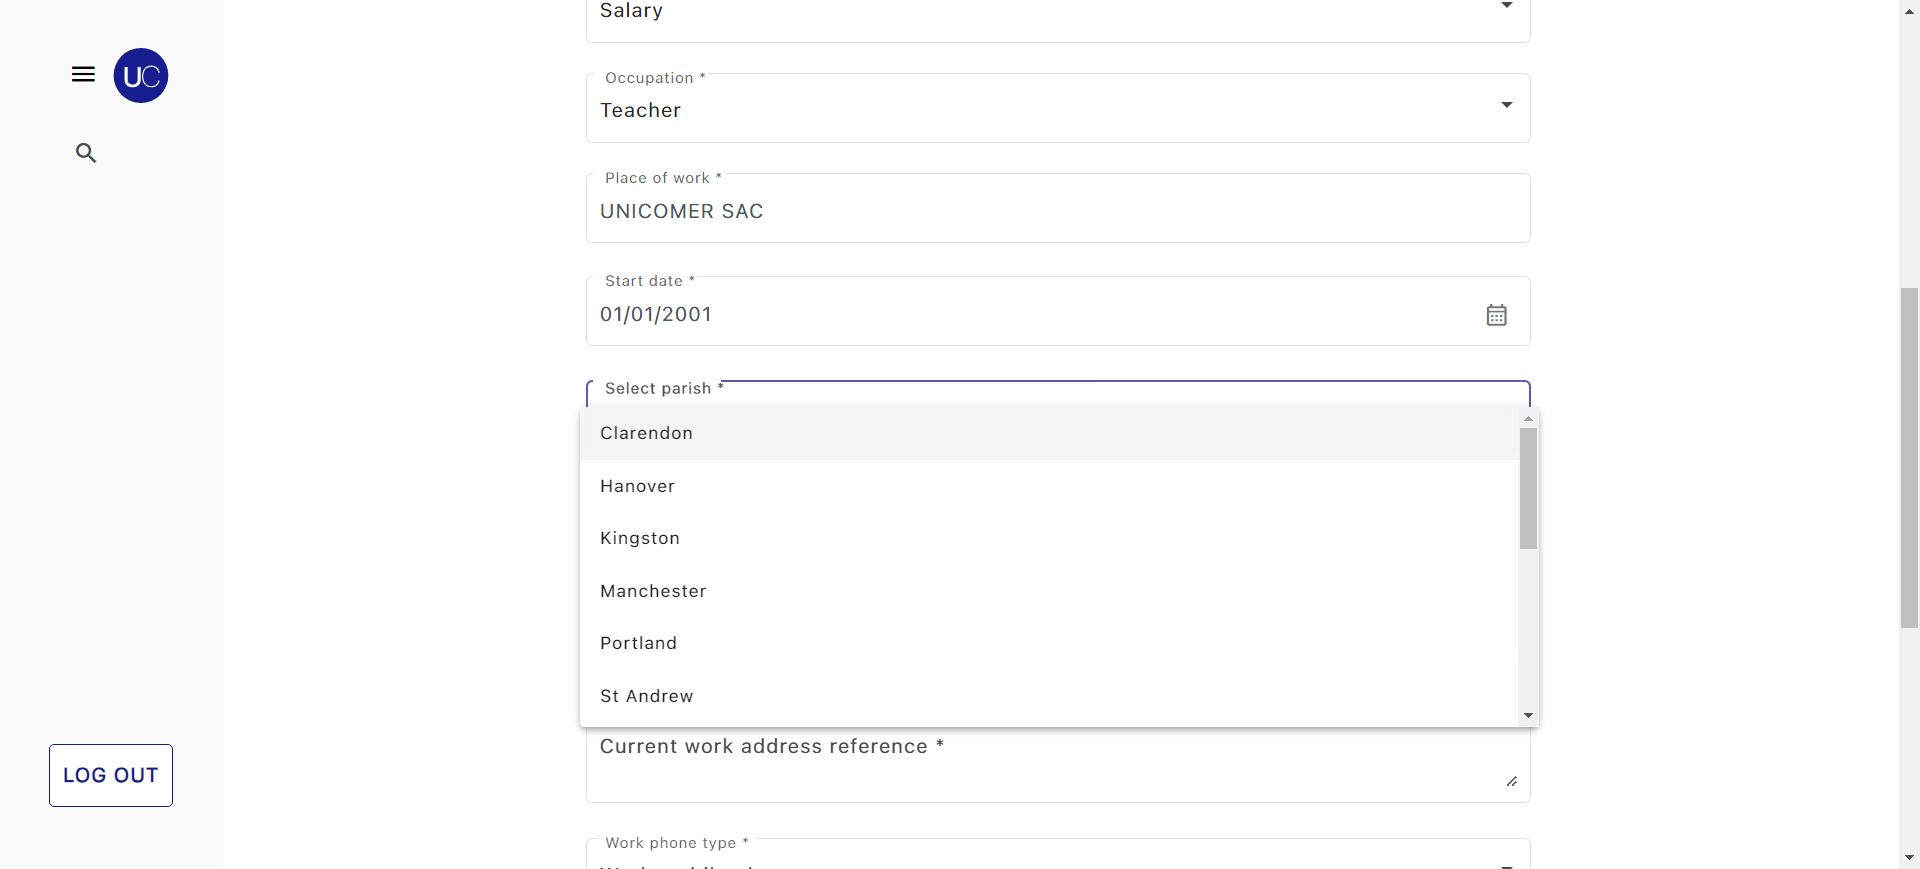 UC
Salary
Occupation *
Teacher
Place of work *
UNICOMER SAC
Start date *
01/01/2001
Select parish *
Clarendon
Hanover
Kingston
Manchester
Portland
St Andrew
Current work address reference *
LOG OUT
Work phone type *